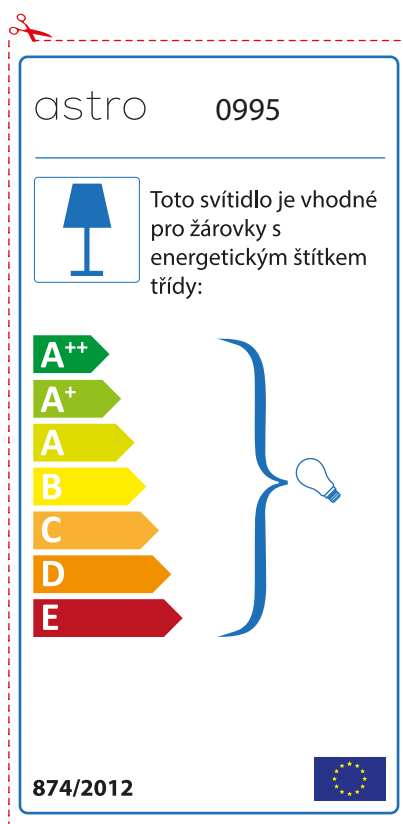 astro 0995
Toto svítidlo je vhodné
pro žárovky s
energetickým štítkem
třídy:
A++
A+
A
B
C
D
E
874/2012